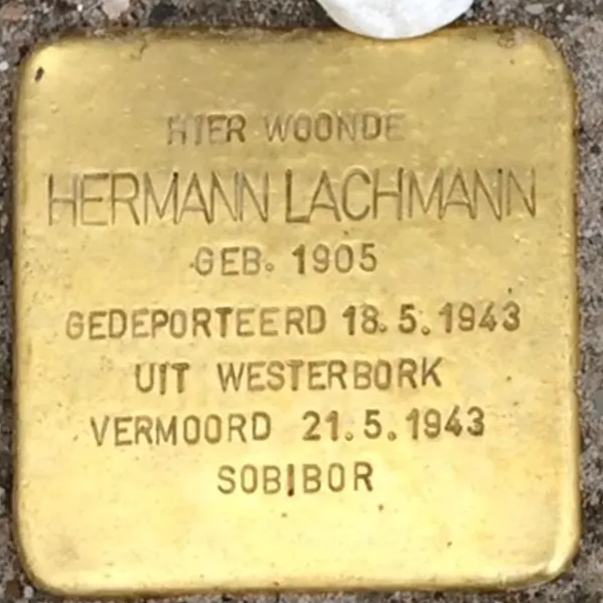 HIER WOONDE
HERMANN LACHMANN
GEB. 1905
GEDEPORTEERD 18.5.1943
UIT WESTERBORK
VERMOORD 21.5.1943
SOBIBOR